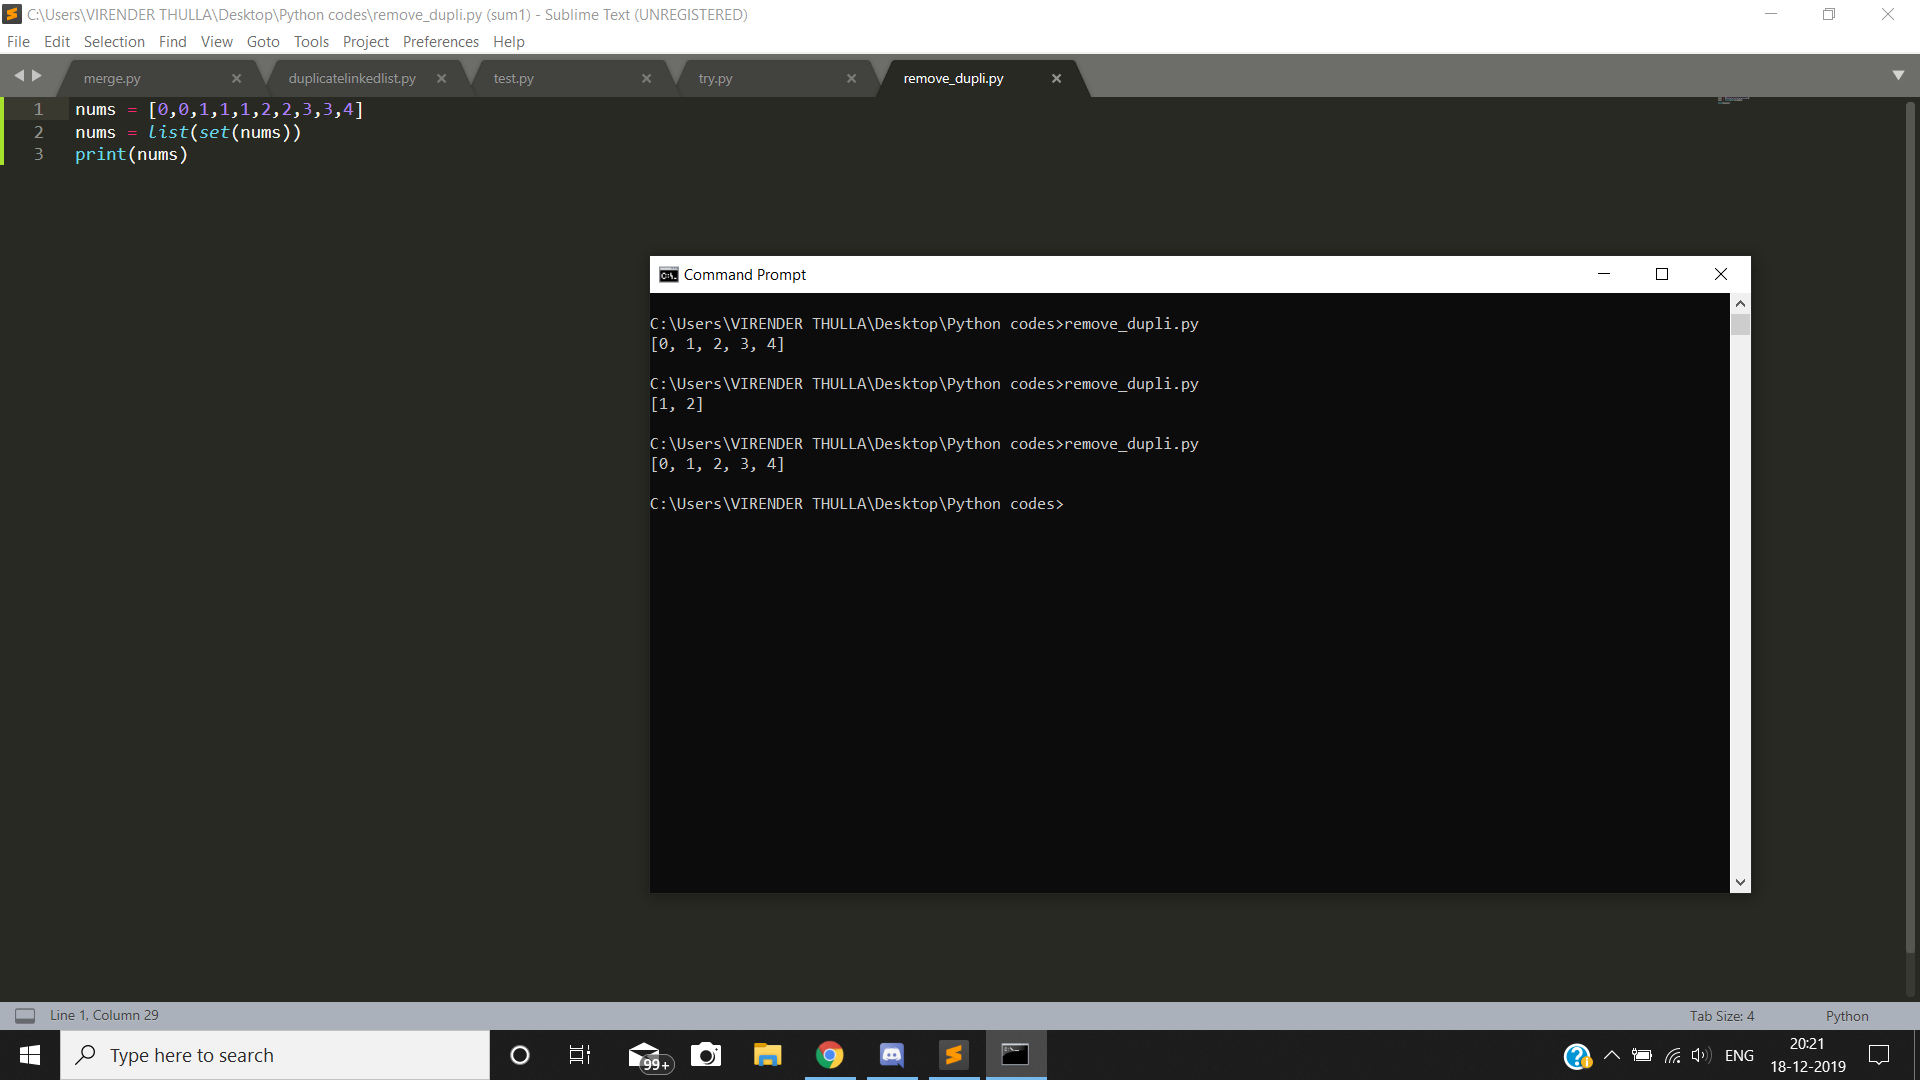 C:\Users\VIRENDER THULLA\Desktop\Python codes\remove_dupli.py (sum1) - Sublime Text (UNREGISTERED)
File Edit Selection Find View Goto Tools Project Preferences Help
merge.py duplicatelinkedlist.py test.py try.py remove_dupli.py
1 nums = [0,0,1,1,1,2,2,3,3,4]
2 nums = list(set(nums))
3 print(nums)
Command Prompt
C:\Users\VIRENDER THULLA\Desktop\Python codes>remove_dupli.py
[0, 1, 2, 3, 4]
C:\Users\VIRENDER THULLA\Desktop\Python codes>remove_dupli.py
[1, 2]
C:\Users\VIRENDER THULLA\Desktop\Python codes>remove_dupli.py
[0, 1, 2, 3, 4]
C:\Users\VIRENDER THULLA\Desktop\Python codes>
Line 1, Column 29 Tab Size: 4 Python
Type here to search 99+ ENG 20:21
18-12-2019